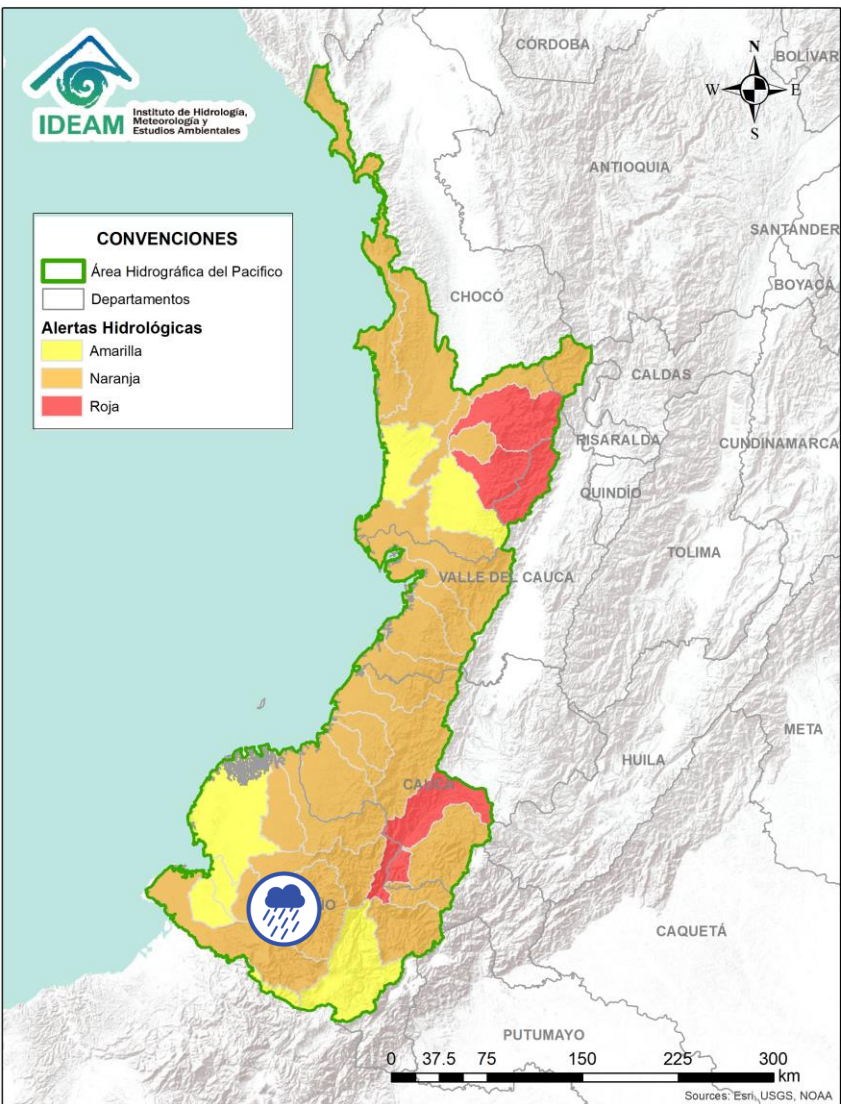 IDEAM
Instituto de Hidrología,
Meteorología y
Estudios Ambientales
CÓRDOBA
N
BOLÍVAR
W
E
S
ANTIOQUIA
SANTANDER
CONVENCIONES
Área Hidrográfica del Pacifico
Departamentos
Alertas Hidrológicas
Amarilla
Naranja
Roja
CHOCÓ
BOYACÁ
CALDAS
RISARALDA
CUNDINAMARCA
QUINDÍO
TOLIMA
VALLE DEL CAUCA
META
HUILA
CAUCA
ÑO
CAQUETÁ
PUTUMAYO
0 37.5 75 150 225 300
km
Sources: Esri, USGS, NOAA